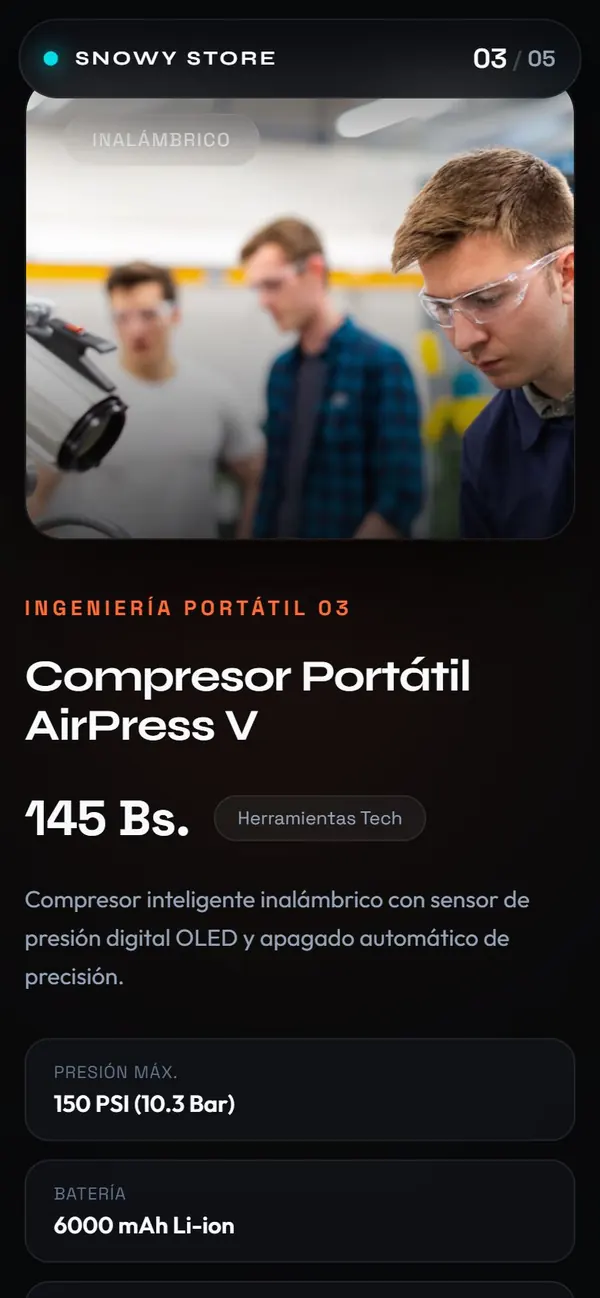 SNOWY STORE
03 / 05
INALÁMBRICO
INGENIERÍA PORTÁTIL 03
Compresor Portátil
AirPress V
145 Bs.
Herramientas Tech
Compresor inteligente inalámbrico con sensor de
presión digital OLED y apagado automático de
precisión.
PRESIÓN MÁX.
150 PSI (10.3 Bar)
BATERÍA
6000 mAh Li-ion